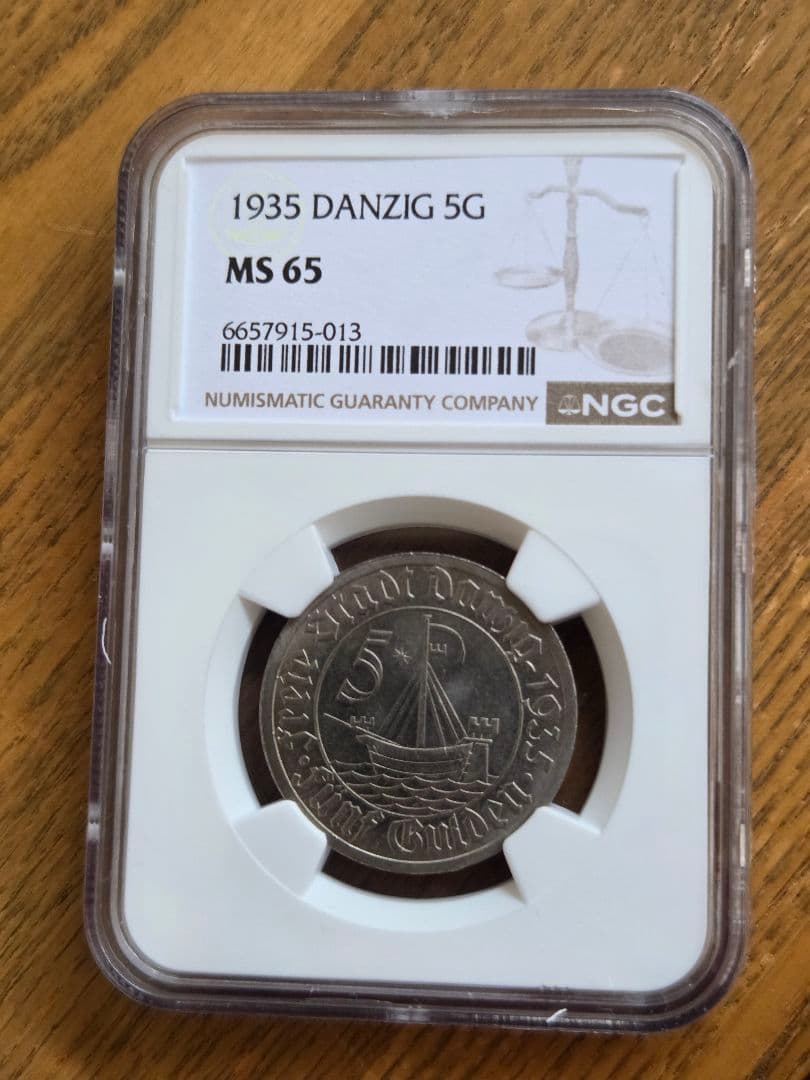 1935 DANZIG 5G
MS 65
6657915-013
NUMISMATIC GUARANTY COMPANY
NGC
Freie Stadt Danzig·1935·
5
Fünf Gulden